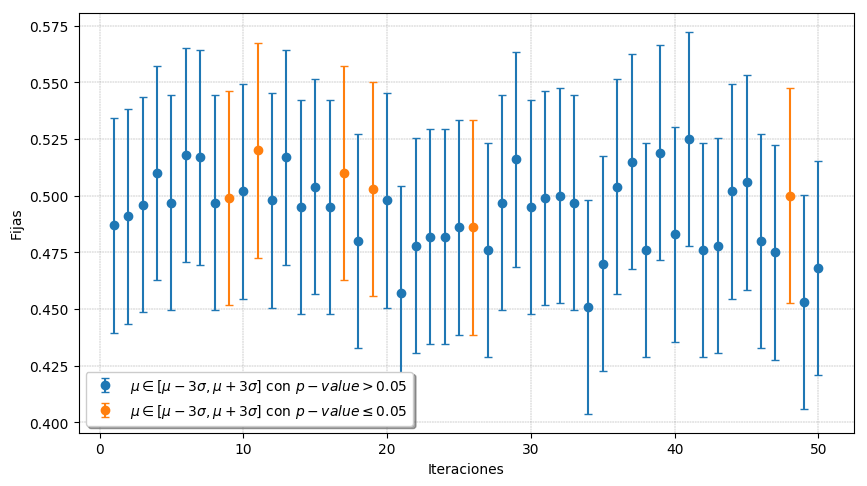 0.575
0.550
0.525
0.500
0.475
0.450
0.425
0.400
Fijas
μ ∈ [μ − 3σ, μ + 3σ] con p − value > 0.05
μ ∈ [μ − 3σ, μ + 3σ] con p − value ≤ 0.05
0 10 20 30 40 50
Iteraciones